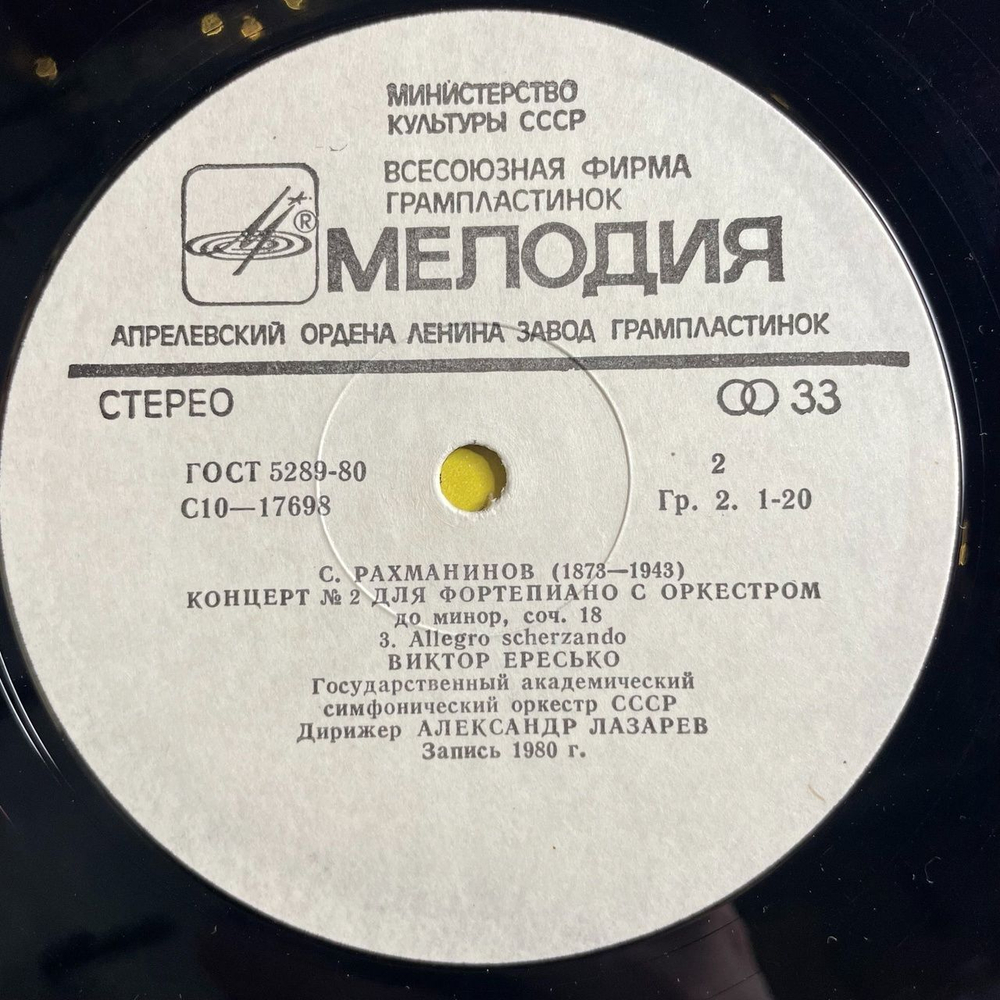 МИНИСТЕРСТВО
КУЛЬТУРЫ СССР
ВСЕСОЮЗНАЯ ФИРМА
ГРАМПЛАСТИНОК
® МЕЛОДИЯ
АПРЕЛЕВСКИЙ ОРДЕНА ЛЕНИНА ЗАВОД ГРАМПЛАСТИНОК
СТЕРЕО 33
ГОСТ 5289-80 2
С10—17698 Гр. 2. 1-20
С. РАХМАНИНОВ (1873—1943)
КОНЦЕРТ № 2 ДЛЯ ФОРТЕПИАНО С ОРКЕСТРОМ
до минор, соч. 18
3. Allegro scherzando
ВИКТОР ЕРЕСЬКО
Государственный академический
симфонический оркестр СССР
Дирижер АЛЕКСАНДР ЛАЗАРЕВ
Запись 1980 г.